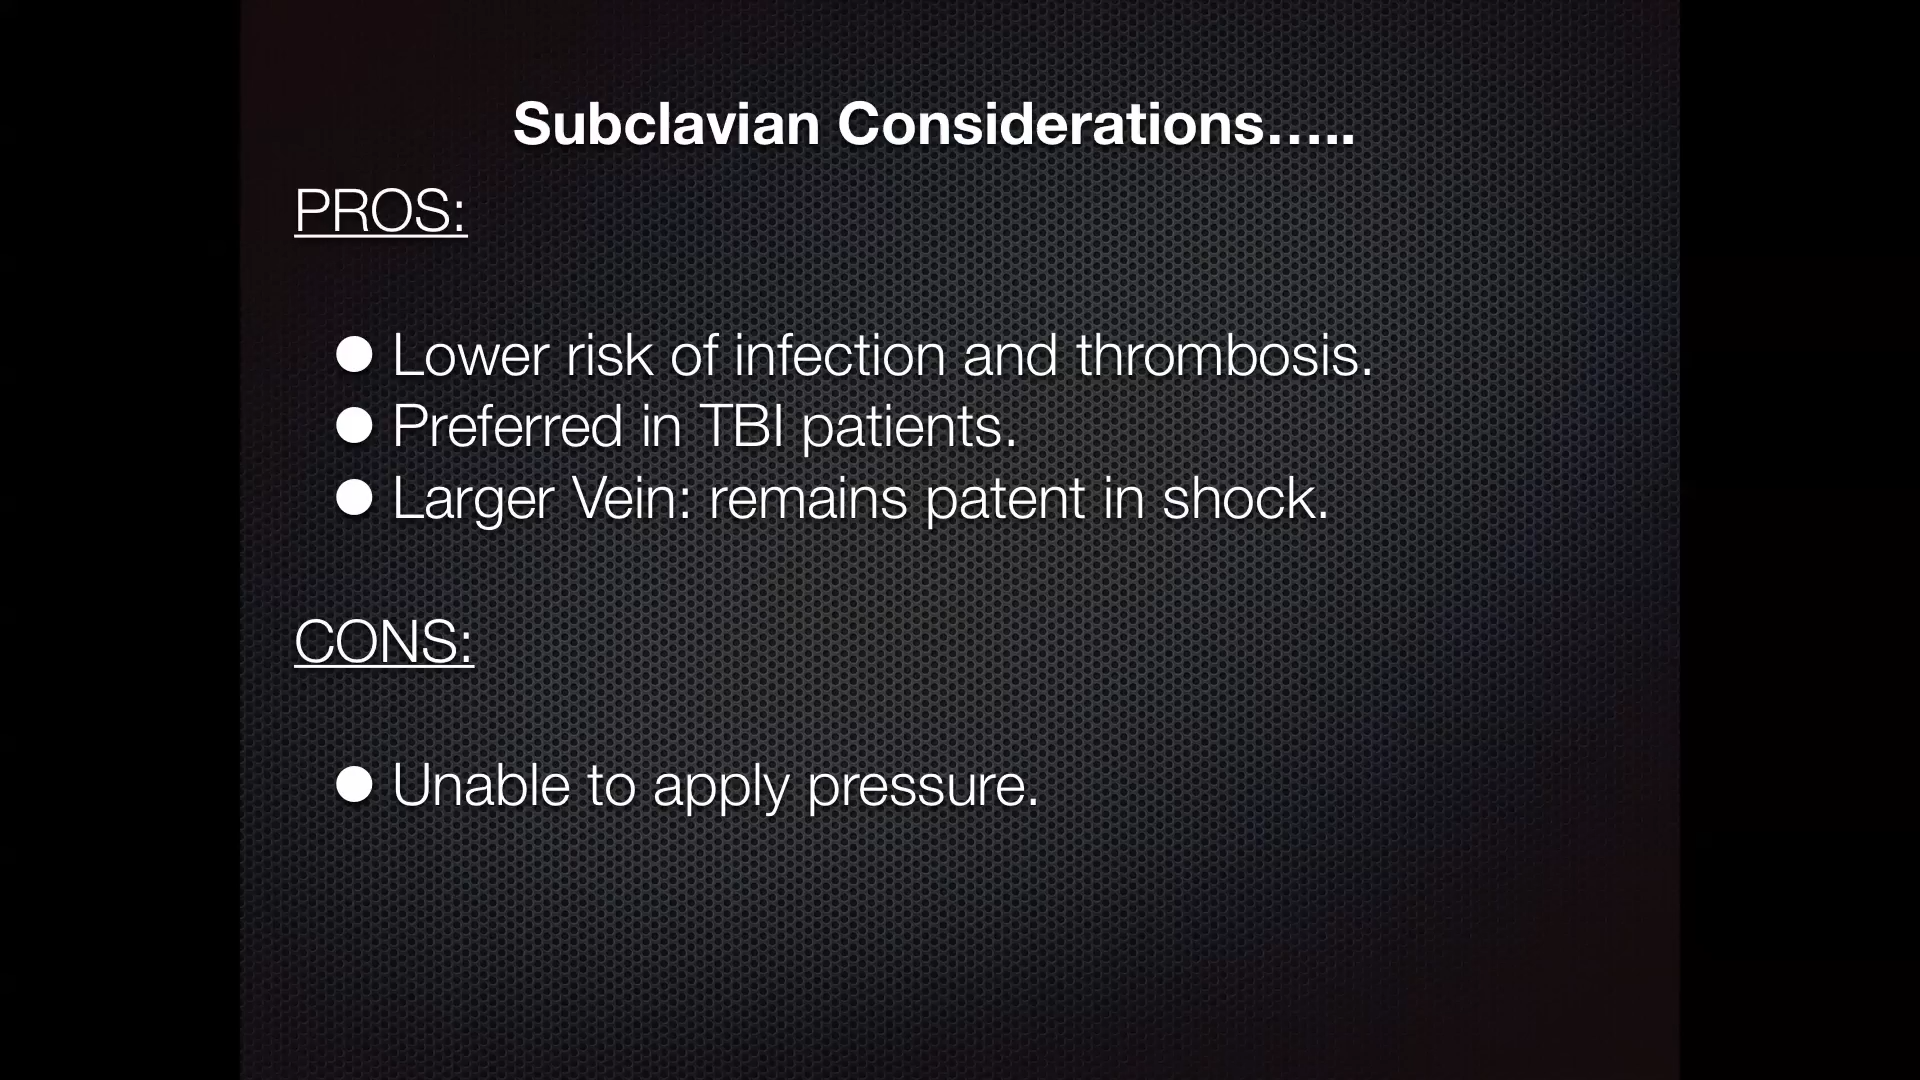 Subclavian Considerations…..
PROS:
● Lower risk of infection and thrombosis.
● Preferred in TBI patients.
● Larger Vein: remains patent in shock.
CONS:
● Unable to apply pressure.